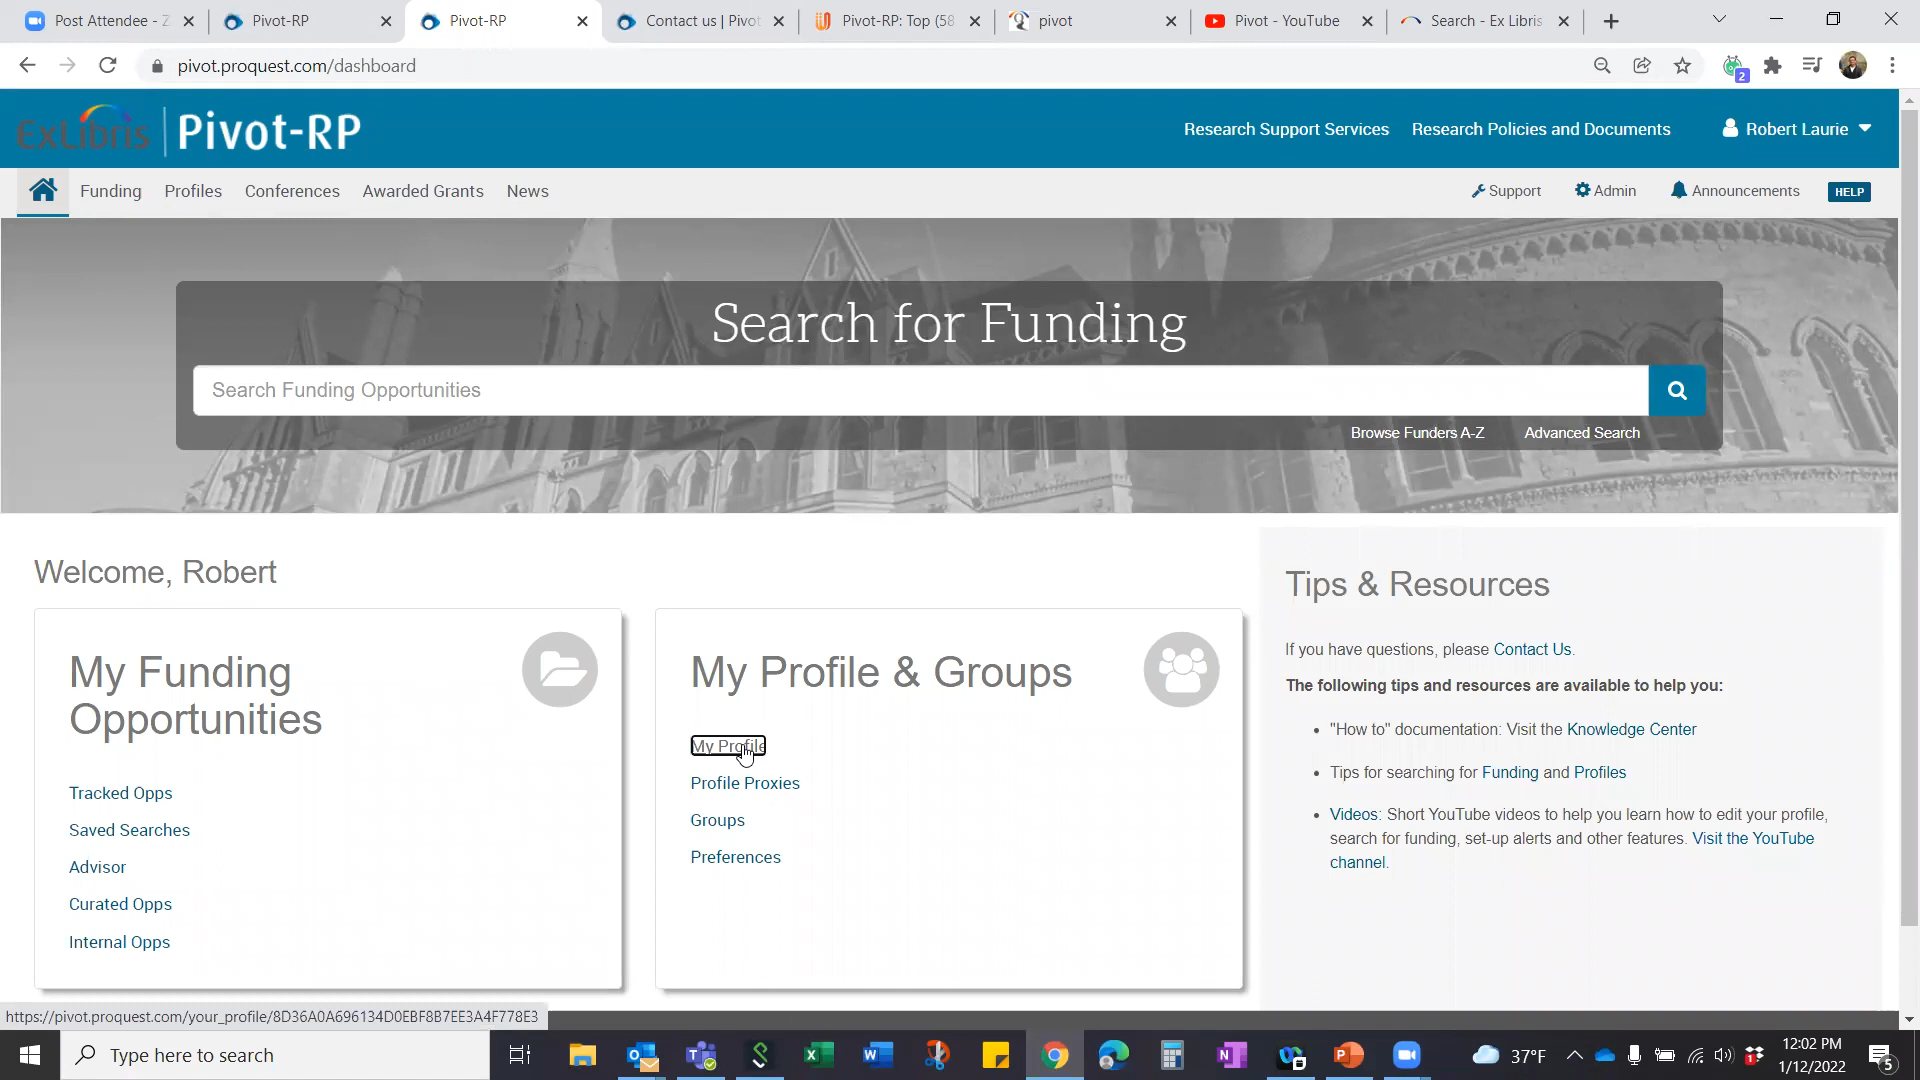 Post Attendee - Z
Pivot-RP
Pivot-RP
Contact us | Pivot
Pivot-RP: Top (58
pivot
Pivot - YouTube
Search - Ex Libris
pivot.proquest.com/dashboard
2
ExLibris
Pivot-RP
Research Support Services
Research Policies and Documents
Robert Laurie
Funding
Profiles
Conferences
Awarded Grants
News
Support
Admin
Announcements
HELP
Search for Funding
Search Funding Opportunities
Browse Funders A-Z
Advanced Search
Welcome, Robert
My Funding
Opportunities
Tracked Opps
Saved Searches
Advisor
Curated Opps
Internal Opps
My Profile & Groups
My Profile
Profile Proxies
Groups
Preferences
Tips & Resources
If you have questions, please Contact Us.
The following tips and resources are available to help you:
• "How to" documentation: Visit the Knowledge Center
• Tips for searching for Funding and Profiles
• Videos: Short YouTube videos to help you learn how to edit your profile,
search for funding, set-up alerts and other features. Visit the YouTube
channel.
https://pivot.proquest.com/your_profile/8D36A0A696134D0EBF8B7EE3A4F778E3
Type here to search
37°F
12:02 PM
1/12/2022
5